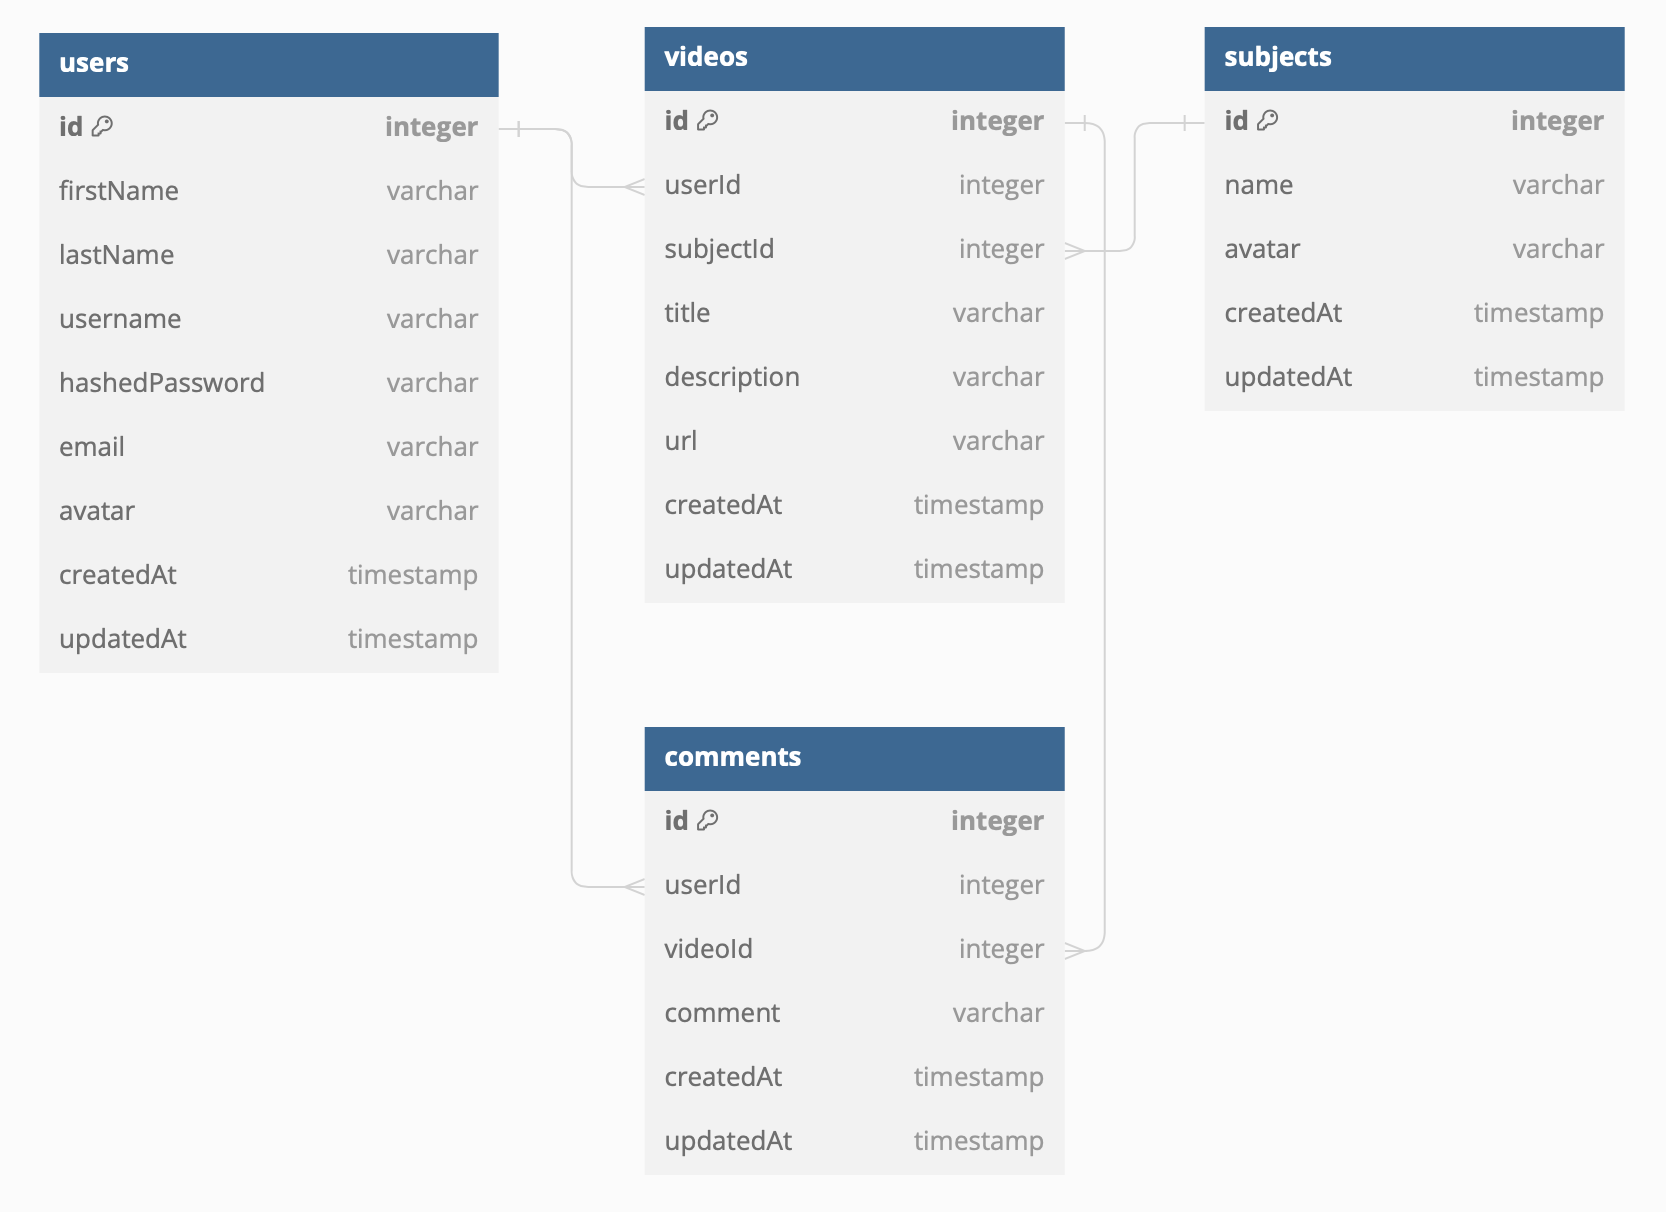 users
id integer
firstName varchar
lastName varchar
username varchar
hashedPassword varchar
email varchar
avatar varchar
createdAt timestamp
updatedAt timestamp
videos
id integer
userId integer
subjectId integer
title varchar
description varchar
url varchar
createdAt timestamp
updatedAt timestamp
subjects
id integer
name varchar
avatar varchar
createdAt timestamp
updatedAt timestamp
comments
id integer
userId integer
videoId integer
comment varchar
createdAt timestamp
updatedAt timestamp